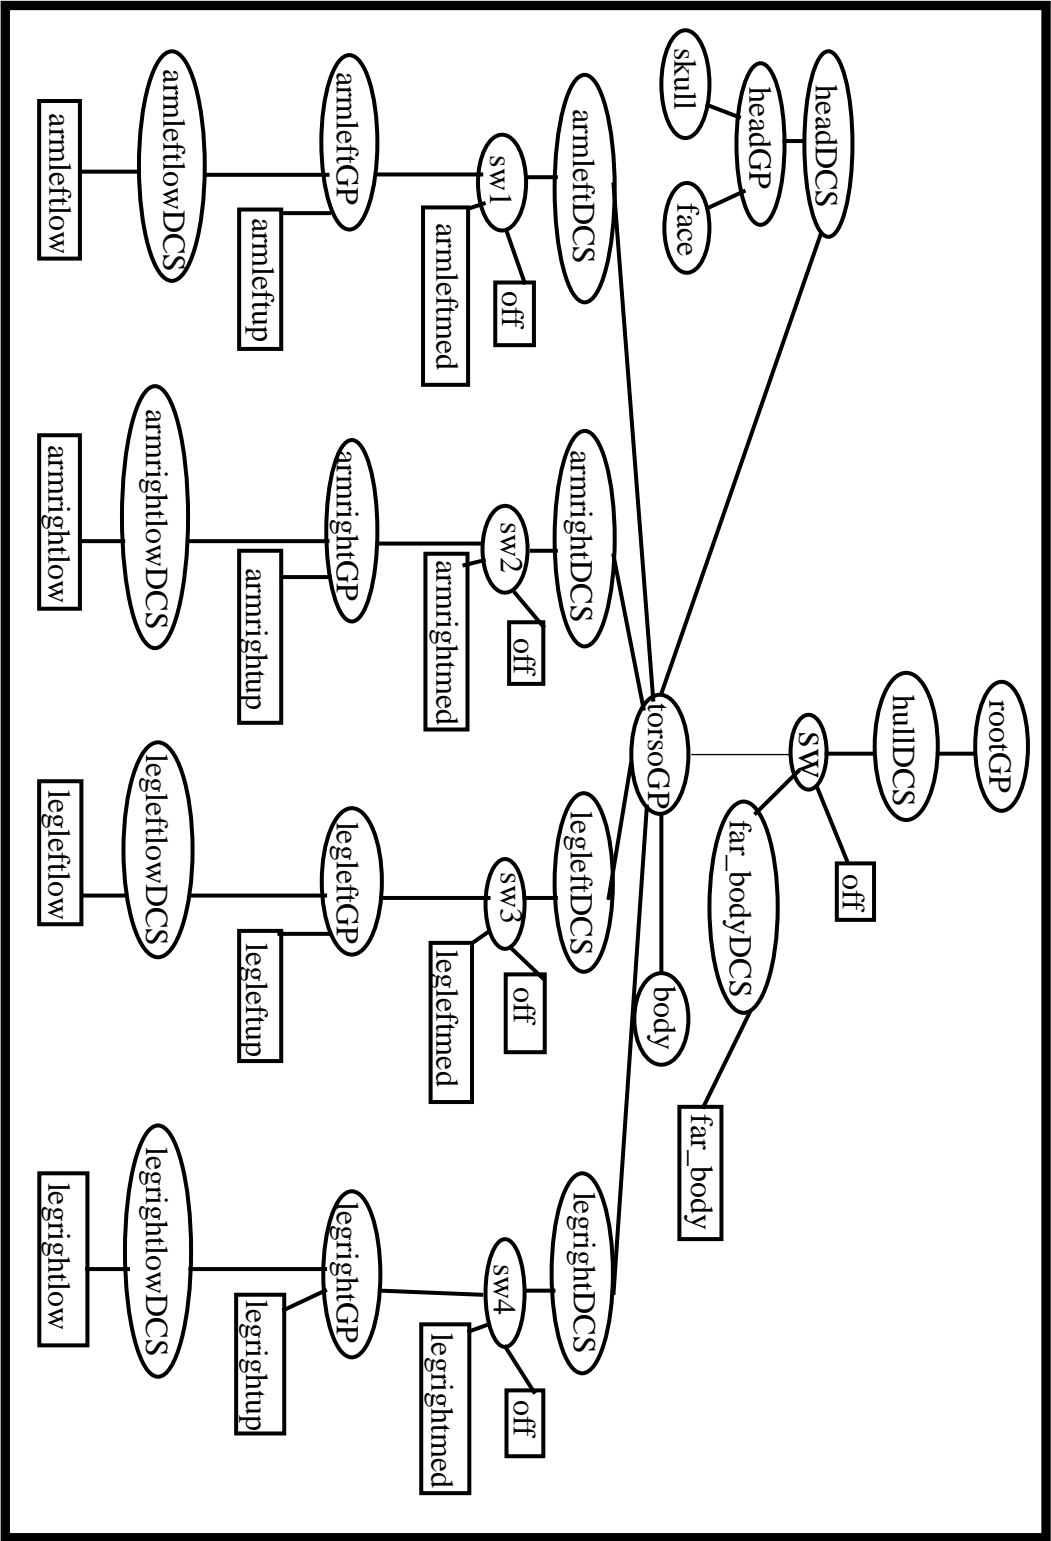 rootGP
hullDCS
sw
off
far_bodyDCS
far_body
headDCS
headGP
skull
face
torsoGP
body
armleftDCS
sw1
off
armleftmed
armleftGP
armleftup
armleftlowDCS
armleftlow
armrightDCS
sw2
off
armrightmed
armrightGP
armrightup
armrightlowDCS
armrightlow
legleftDCS
sw3
off
legleftmed
legleftGP
legleftup
legleftlowDCS
legleftlow
legrightDCS
sw4
off
legrightmed
legrightGP
legrightup
legrightlowDCS
legrightlow